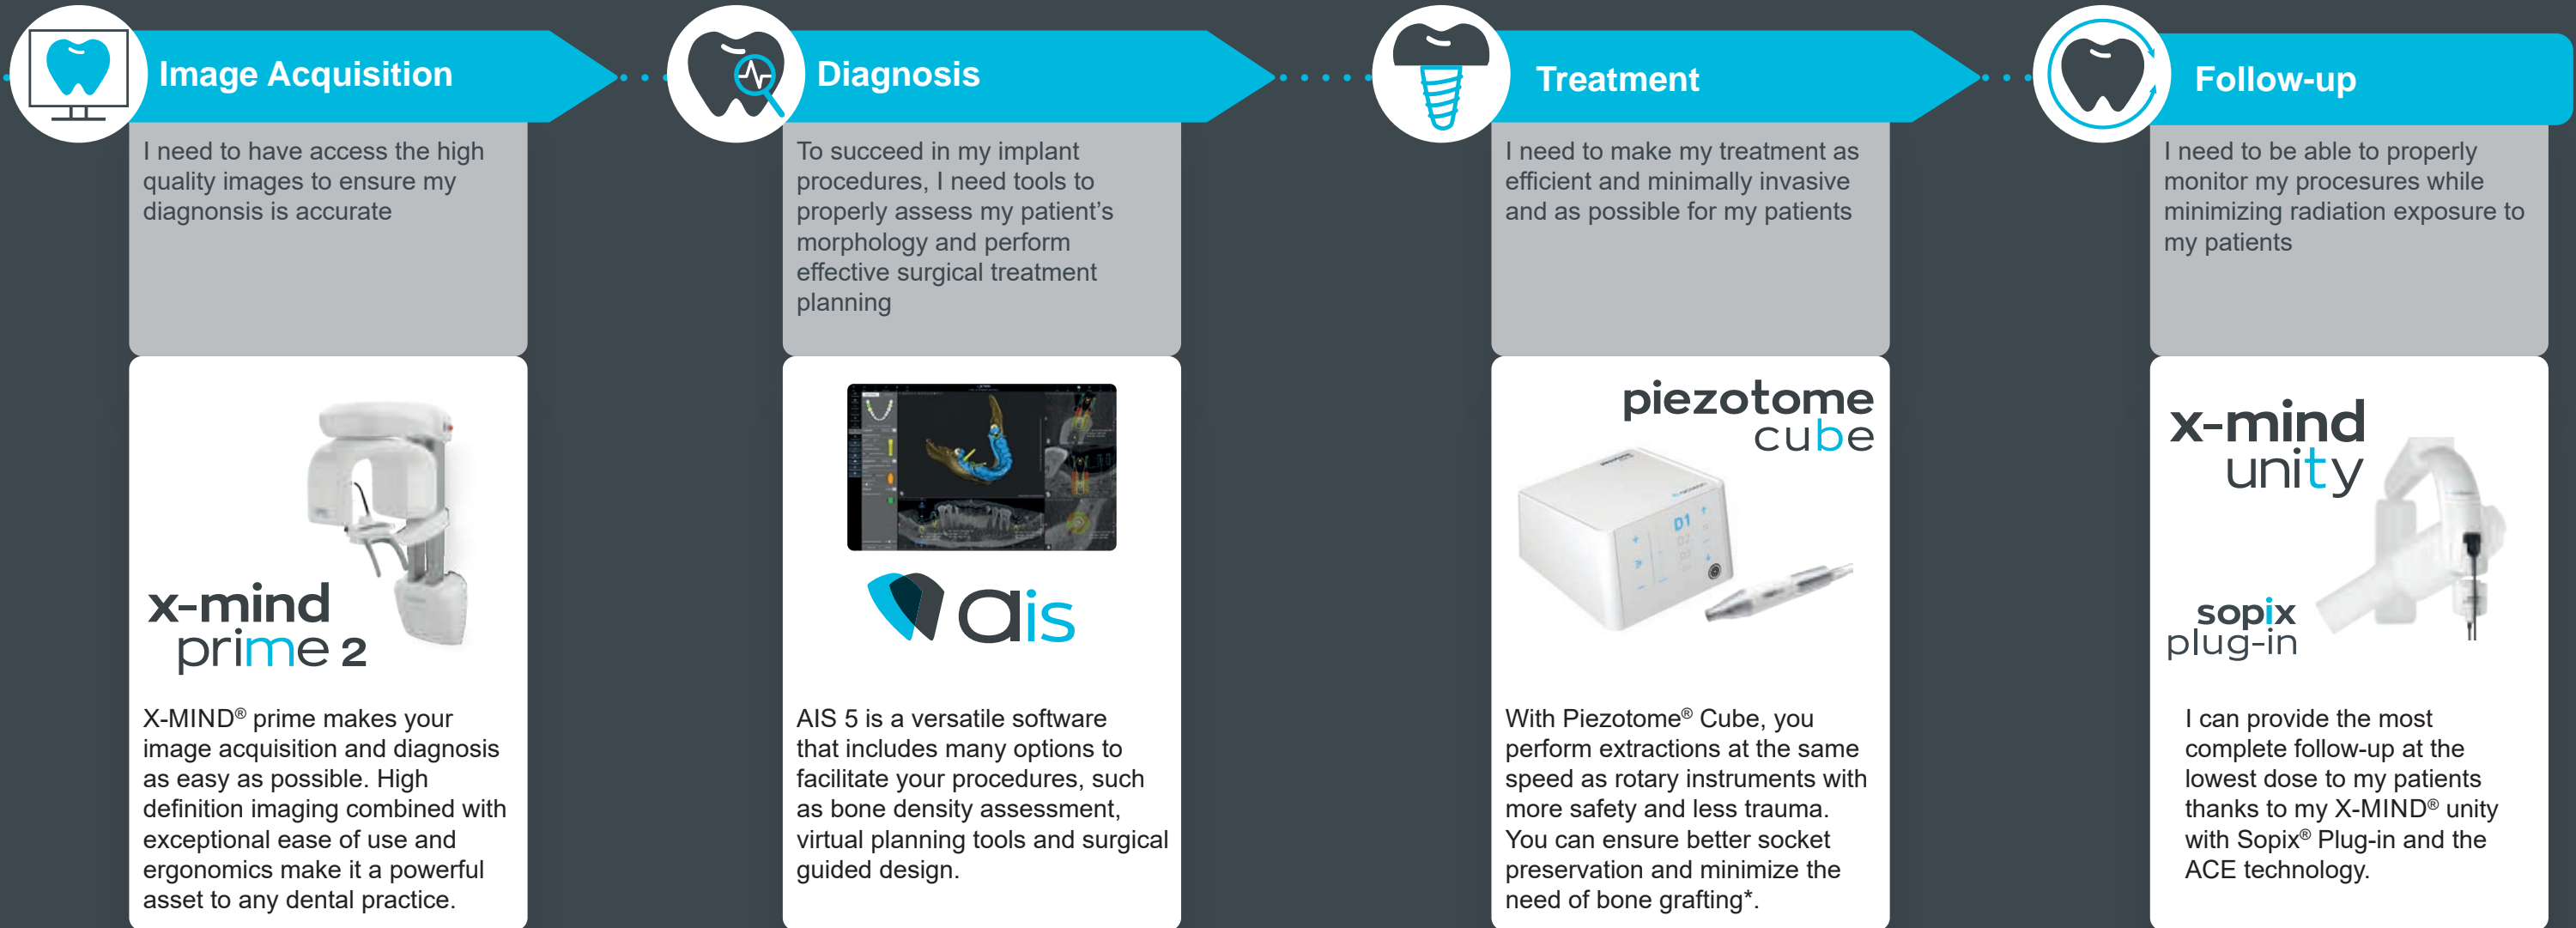 Image Acquisition
I need to have access the high
quality images to ensure my
diagnonsis is accurate
x-mind
prime 2
X-MIND® prime makes your
image acquisition and diagnosis
as easy as possible. High
definition imaging combined with
exceptional ease of use and
ergonomics make it a powerful
asset to any dental practice.
Diagnosis
To succeed in my implant
procedures, I need tools to
properly assess my patient’s
morphology and perform
effective surgical treatment
planning
ais
AIS 5 is a versatile software
that includes many options to
facilitate your procedures, such
as bone density assessment,
virtual planning tools and surgical
guided design.
Treatment
I need to make my treatment as
efficient and minimally invasive
and as possible for my patients
piezotome
cube
D1
D2
D3
With Piezotome® Cube, you
perform extractions at the same
speed as rotary instruments with
more safety and less trauma.
You can ensure better socket
preservation and minimize the
need of bone grafting*.
Follow-up
I need to be able to properly
monitor my procesures while
minimizing radiation exposure to
my patients
x-mind
unity
sopix
plug-in
I can provide the most
complete follow-up at the
lowest dose to my patients
thanks to my X-MIND® unity
with Sopix® Plug-in and the
ACE technology.